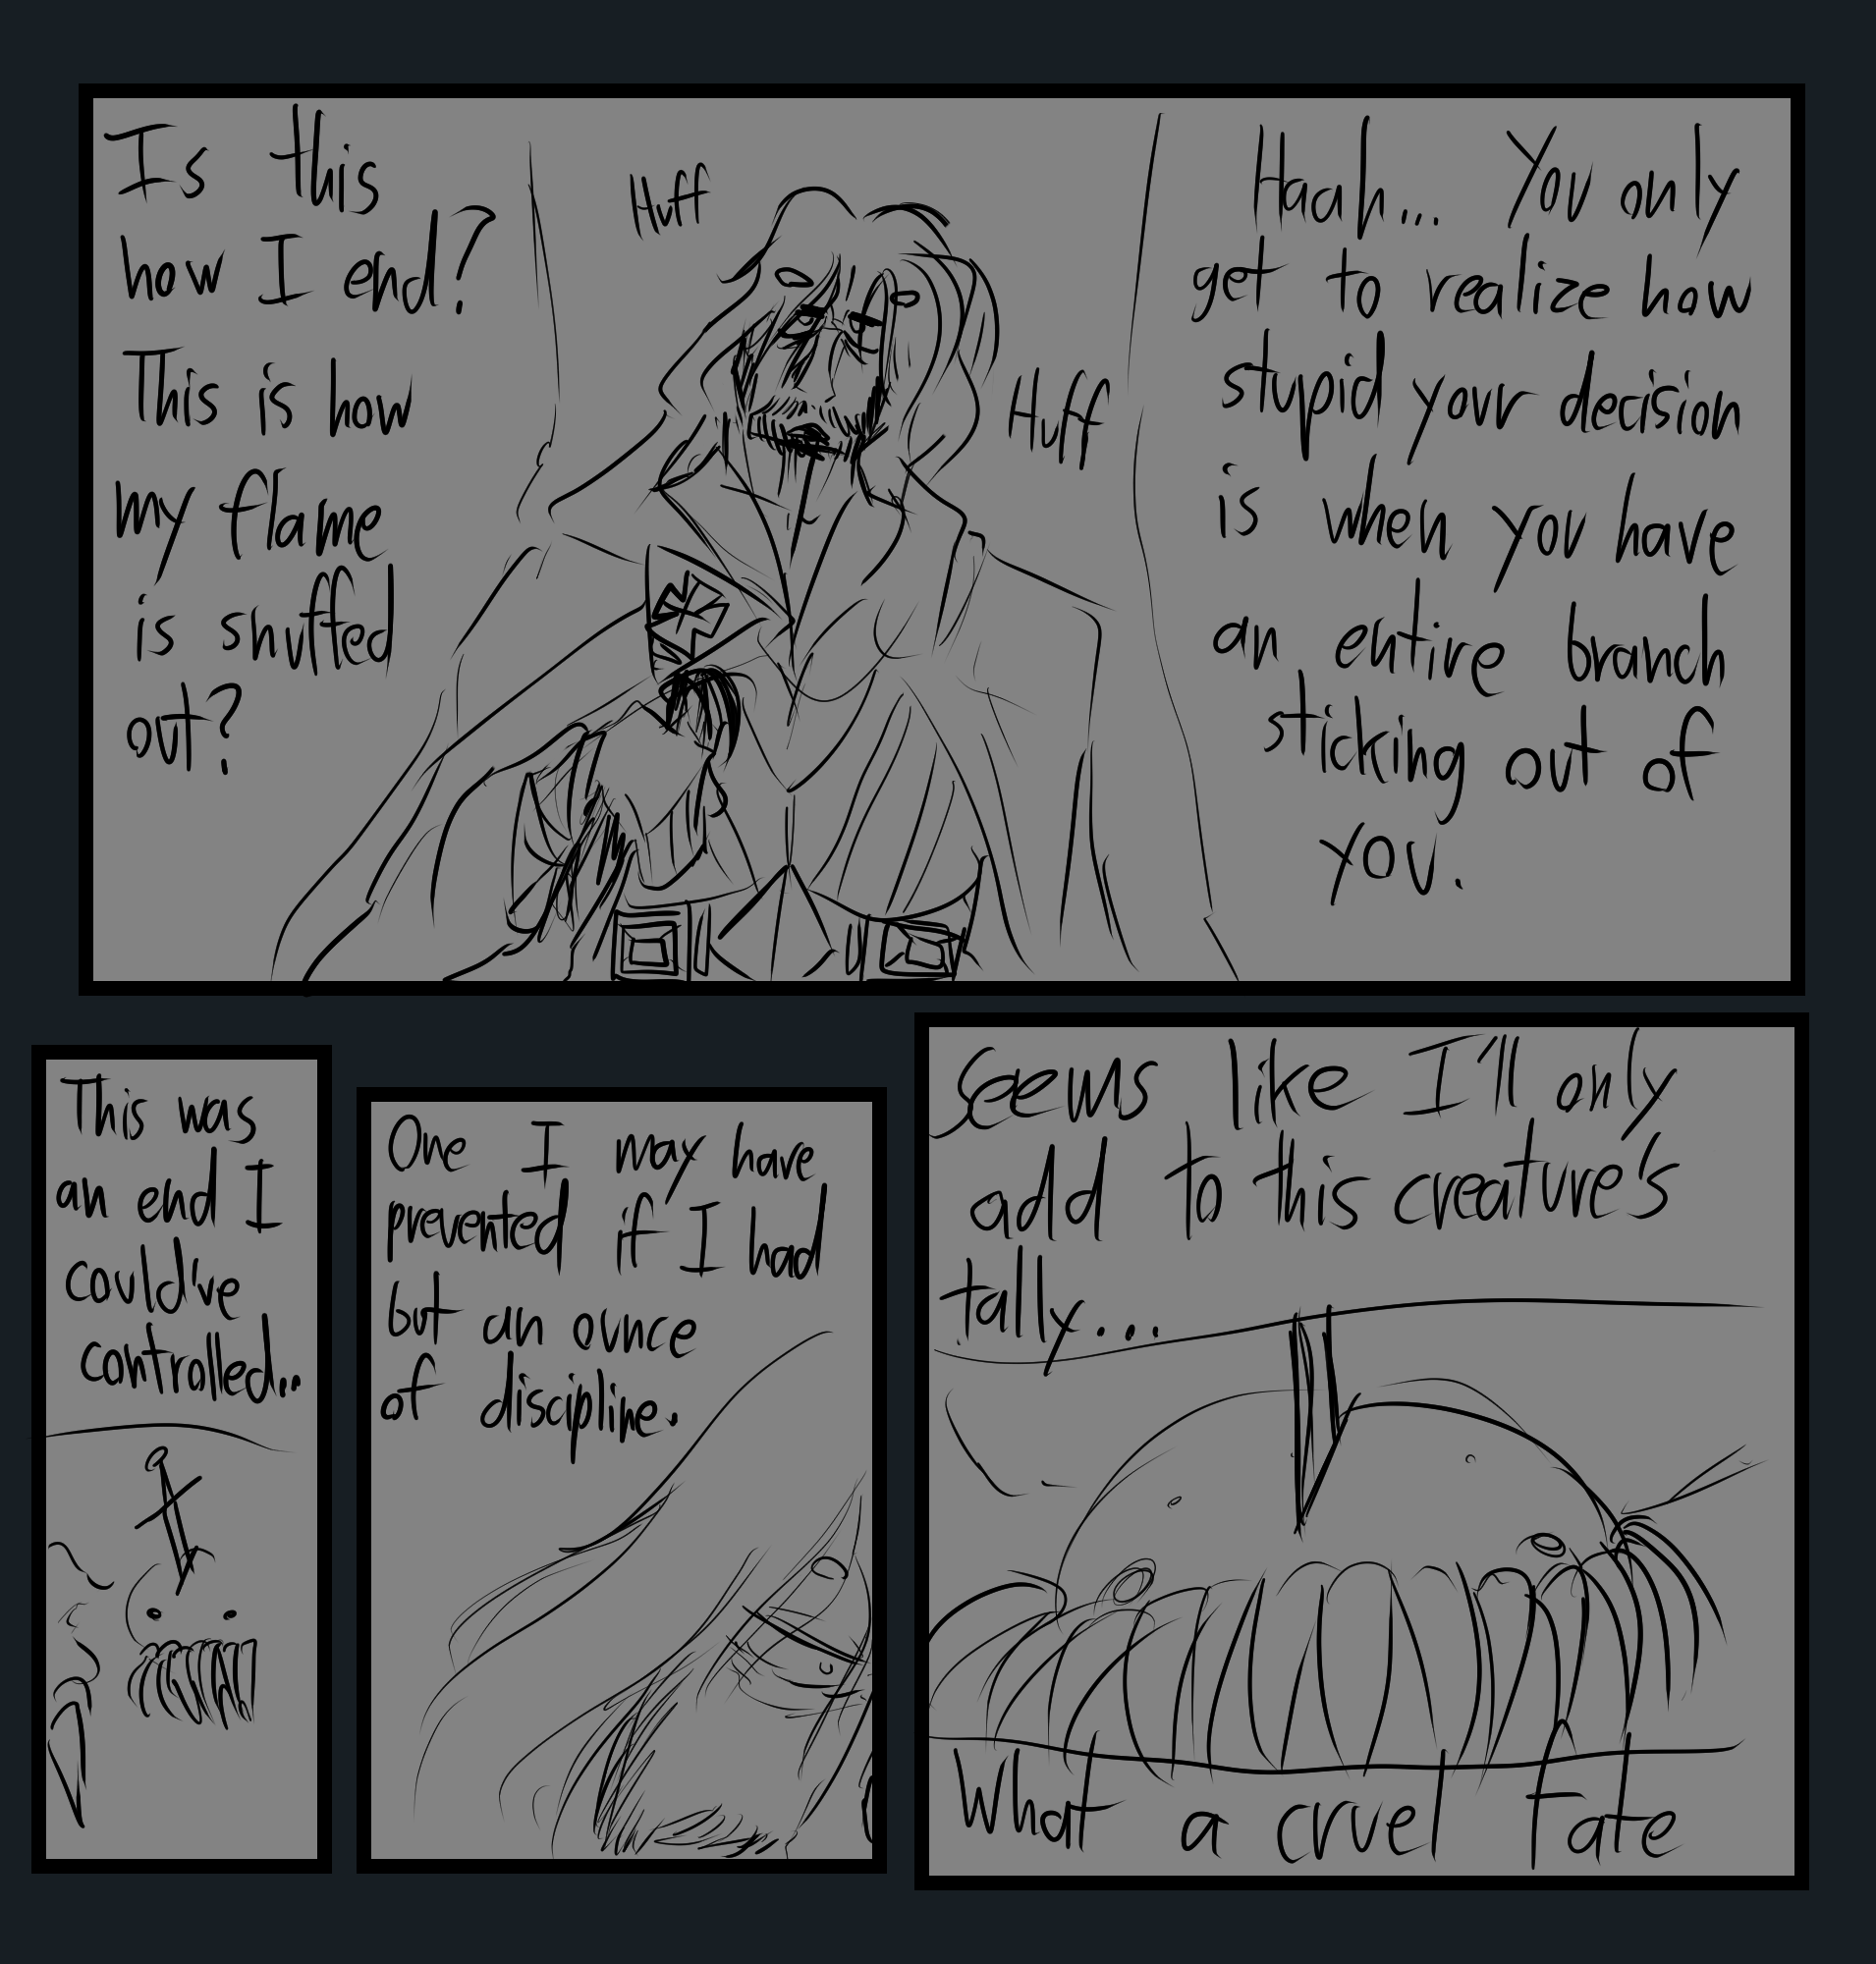 Is this
how I end?
This is how
my flame
is snuffed
out?
Huff
Huff
Haah... You only
get to realize how
stupid your decision
is when you have
an entire branch
sticking out of
you.
This was
an end I
could've
controlled..
One I may have
prevented if I had
but an ounce
of discipline.
Seems like I'll only
add to this creature's
tally...
What a cruel fate